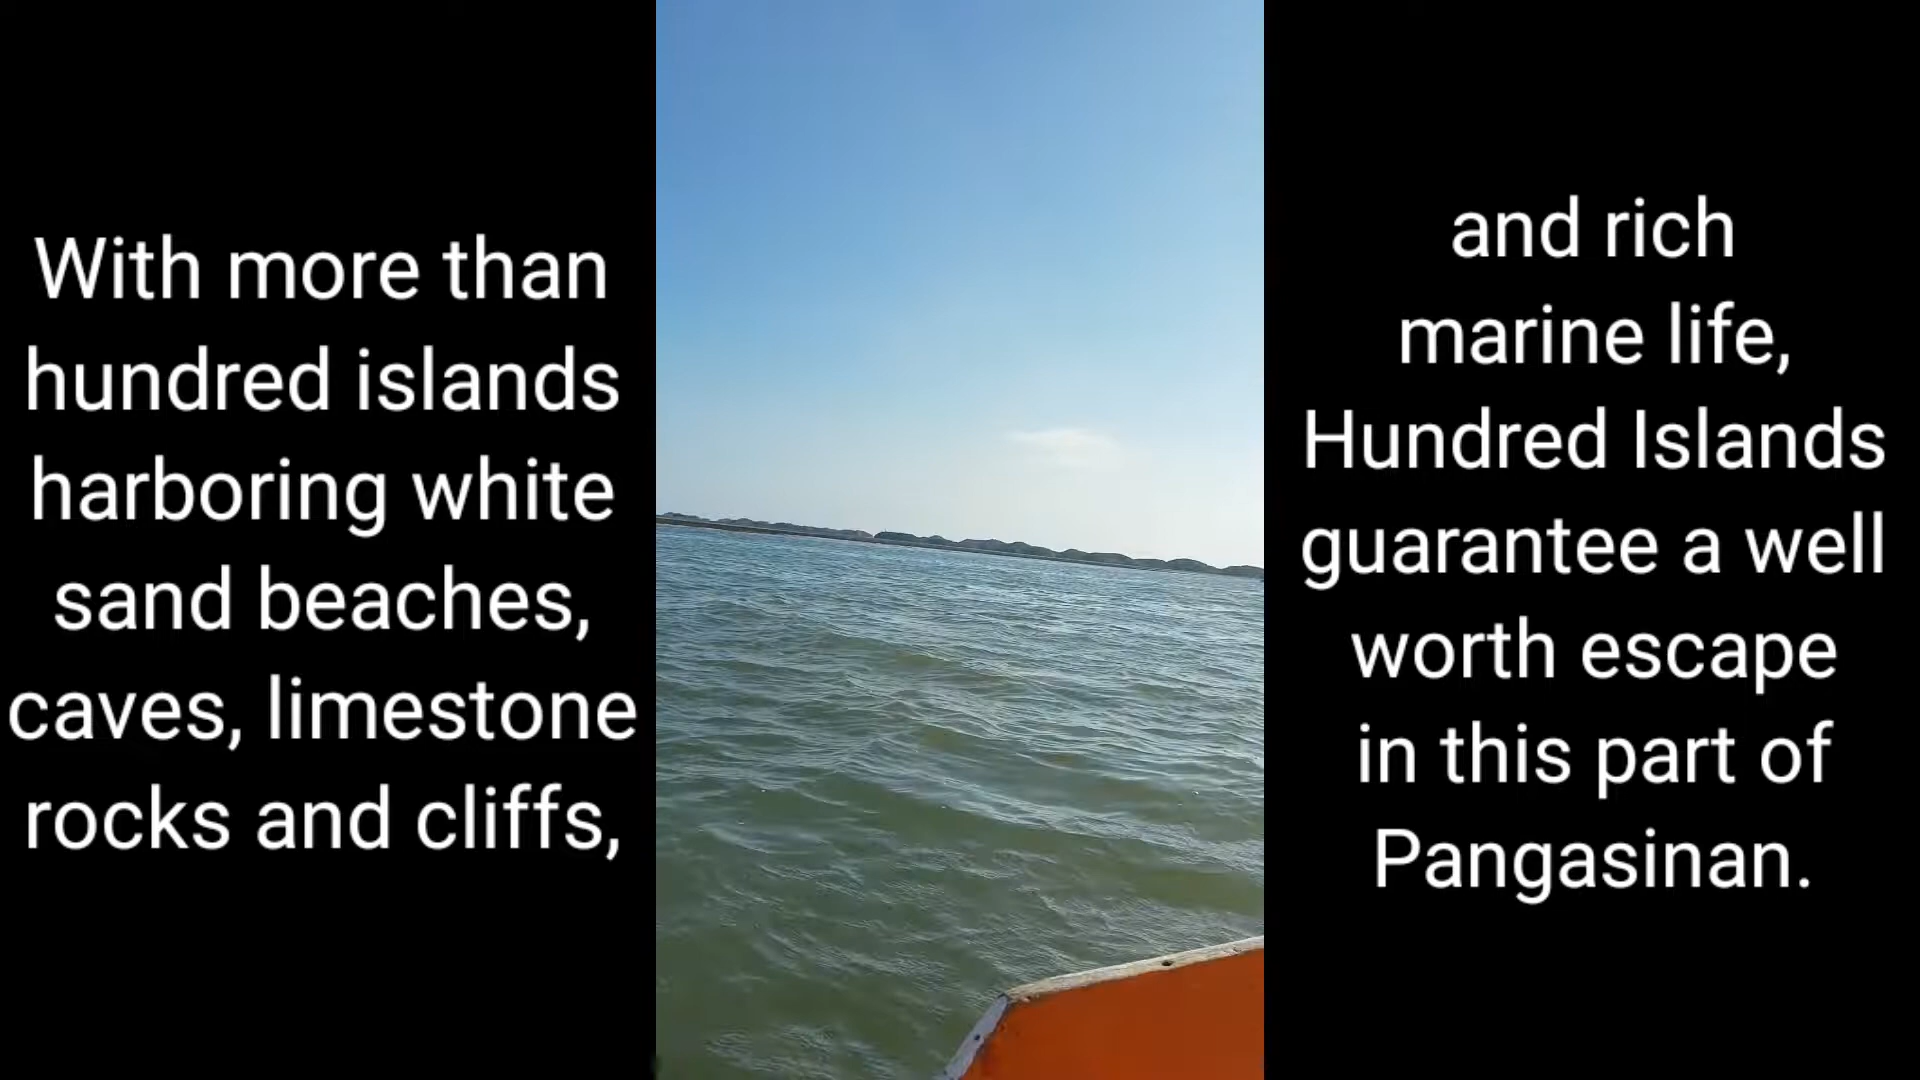 With more than
hundred islands
harboring white
sand beaches,
caves, limestone
rocks and cliffs,
and rich
marine life,
Hundred Islands
guarantee a well
worth escape
in this part of
Pangasinan.